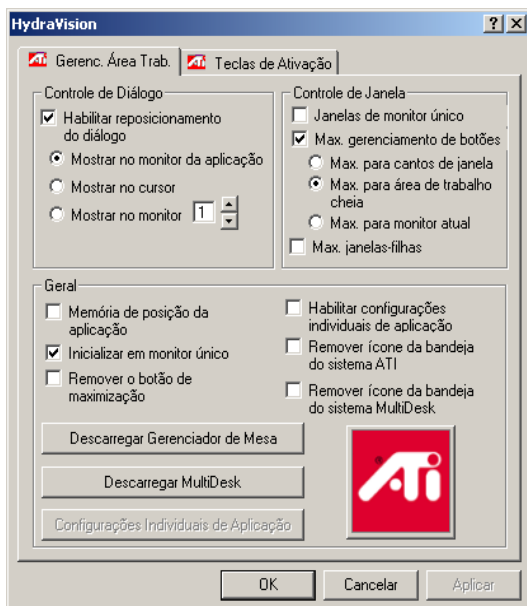 HydraVision
Gerenc. Área Trab.
Teclas de Ativação
Controle de Diálogo
Habilitar reposicionamento
do diálogo
Mostrar no monitor da aplicação
Mostrar no cursor
Mostrar no monitor 1
Controle de Janela
Janelas de monitor único
Max. gerenciamento de botões
Max. para cantos de janela
Max. para área de trabalho
cheia
Max. para monitor atual
Max. janelas-filhas
Geral
Memória de posição da
aplicação
Inicializar em monitor único
Remover o botão de
maximização
Habilitar configurações
individuais de aplicação
Remover ícone da bandeja
do sistema ATI
Remover ícone da bandeja
do sistema MultiDesk
Descarregar Gerenciador de Mesa
Descarregar MultiDesk
Configurações Individuais de Aplicação
ATi
OK
Cancelar
Aplicar